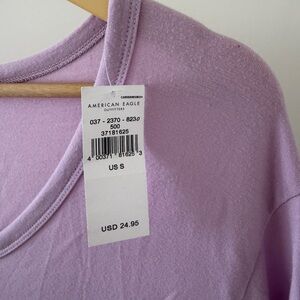 AMERICAN EAGLE
OUTFITTERS
037 - 2370 - 8230
500
37181625
4 00371 81625 3
US S
USD 24.95